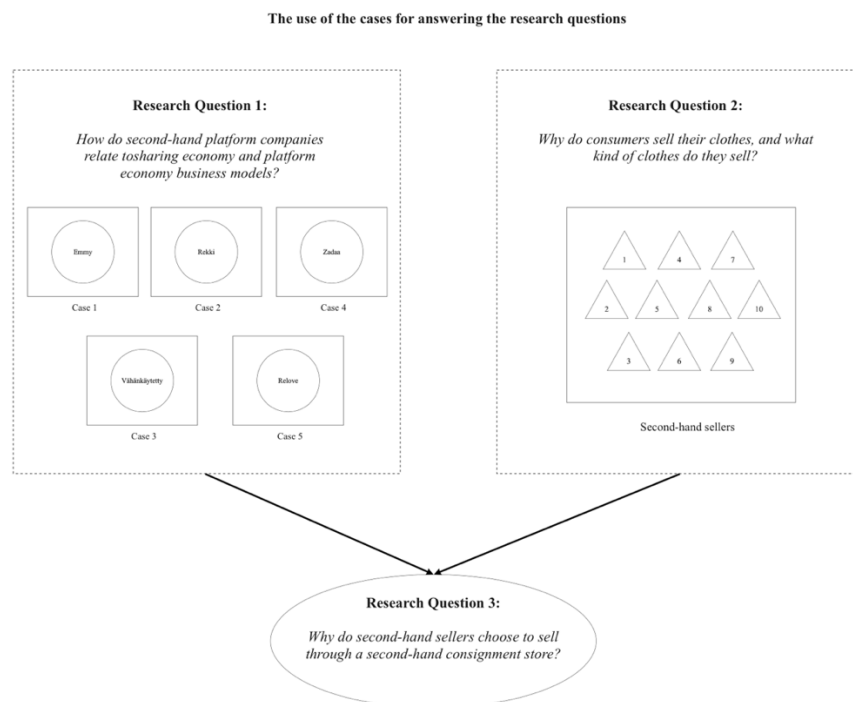 The use of the cases for answering the research questions
Research Question 1:
How do second-hand platform companies
relate tosharing economy and platform
economy business models?
Emmy
Rekki
Zadaa
Case 1
Case 2
Case 4
Vähänkäytetty
Relove
Case 3
Case 5
Research Question 2:
Why do consumers sell their clothes, and what
kind of clothes do they sell?
1
4
7
2
5
8
10
3
6
9
Second-hand sellers
Research Question 3:
Why do second-hand sellers choose to sell
through a second-hand consignment store?